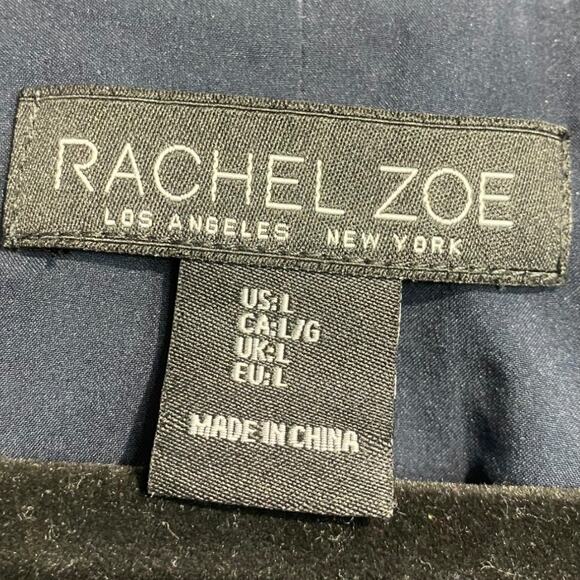 RACHEL ZOE
LOS ANGELES NEW YORK
US:L
CA:L/G
UK:L
EU:L
MADE IN CHINA